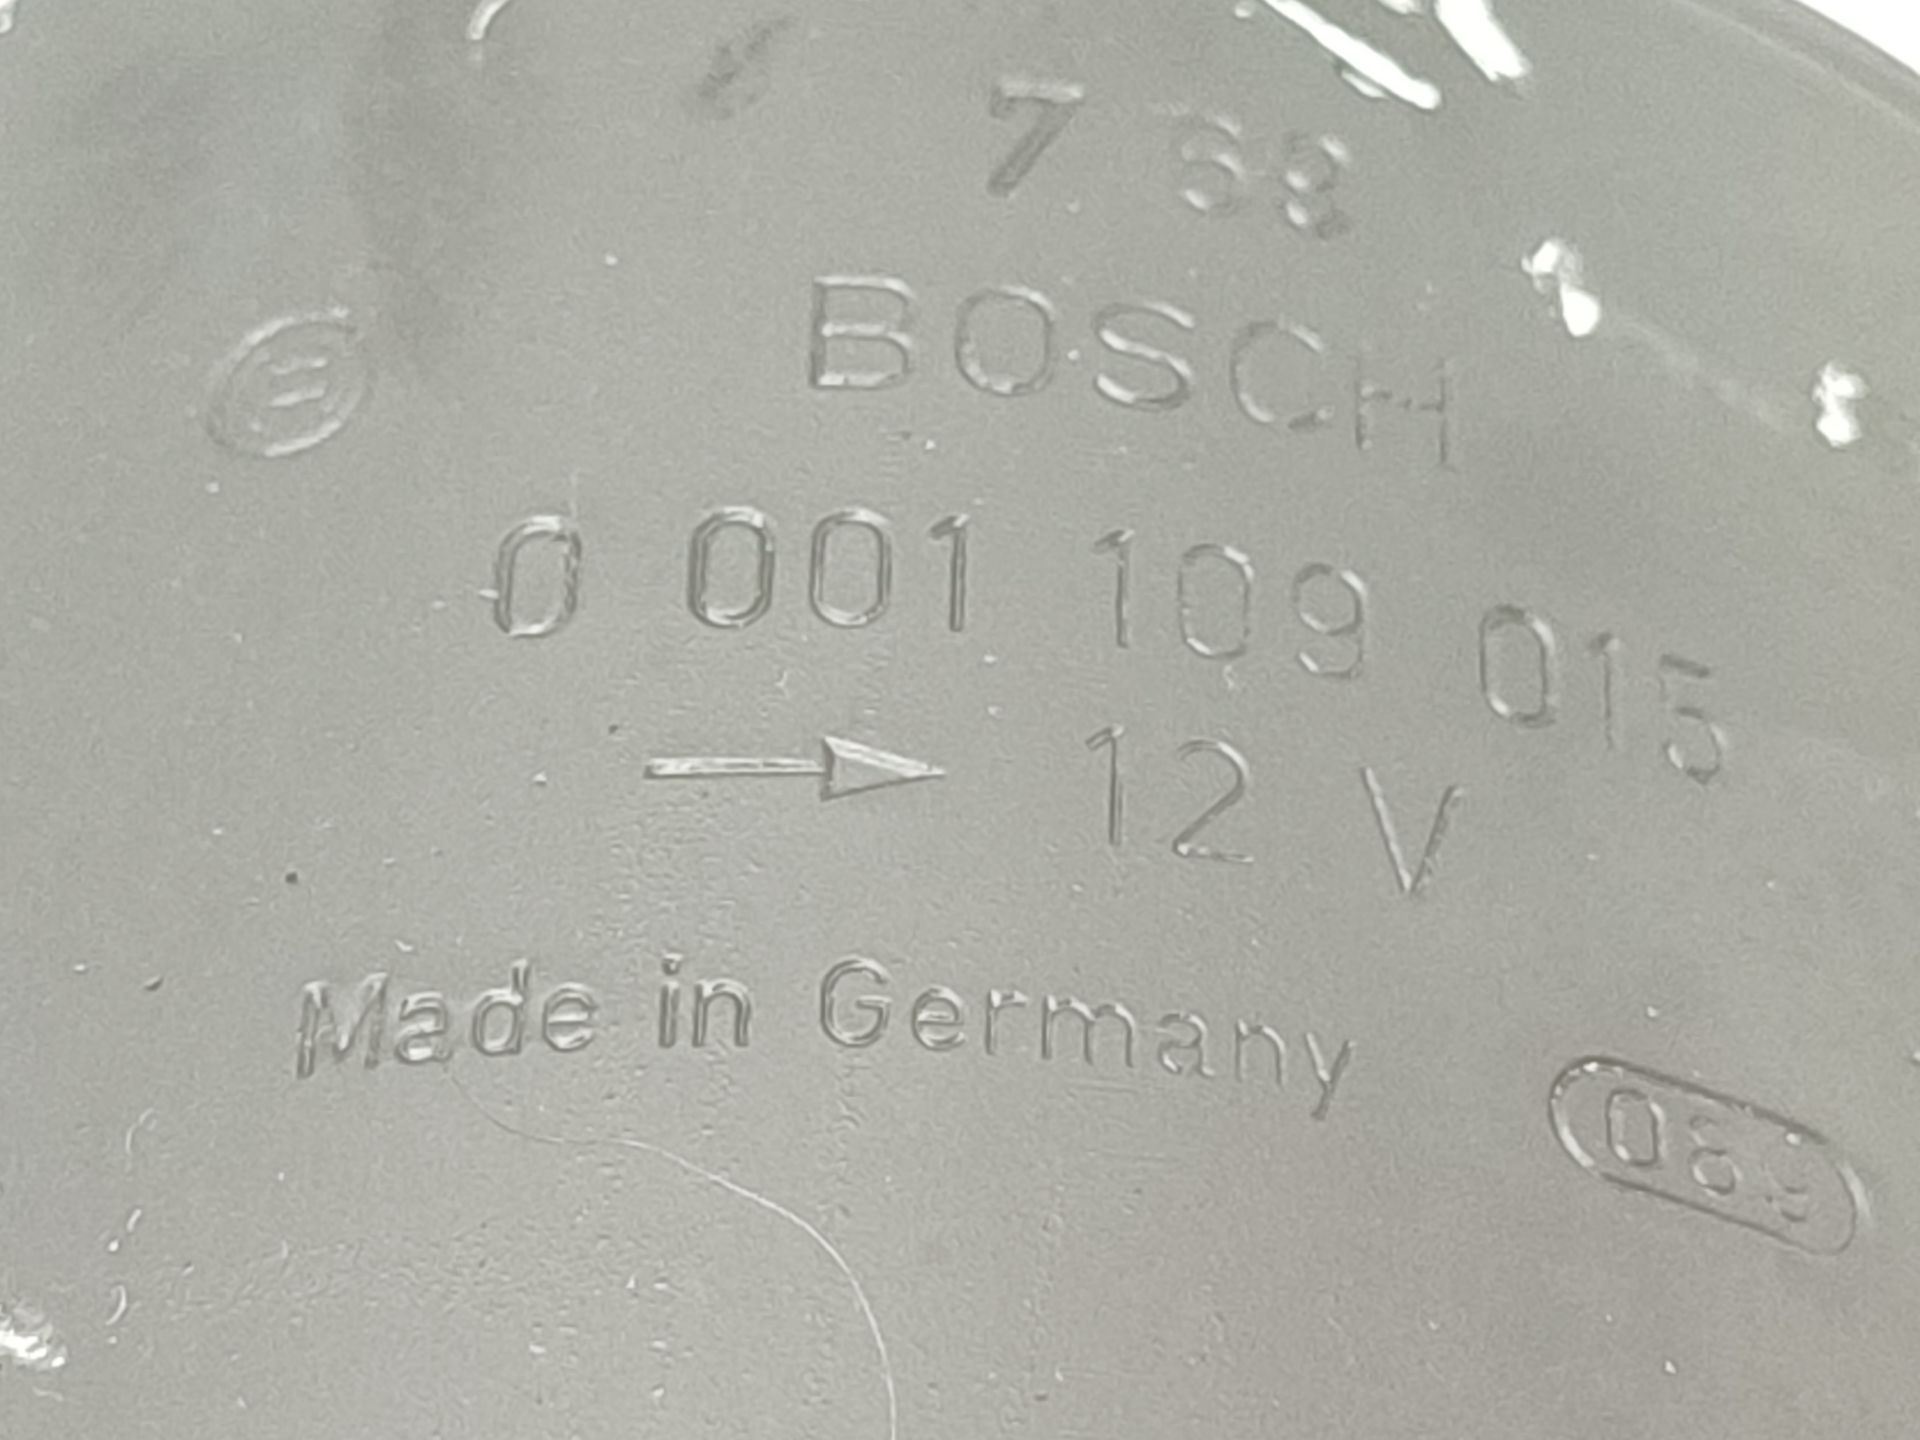 7 68
BOSCH
0 001 109 015
→ 12 V
Made in Germany